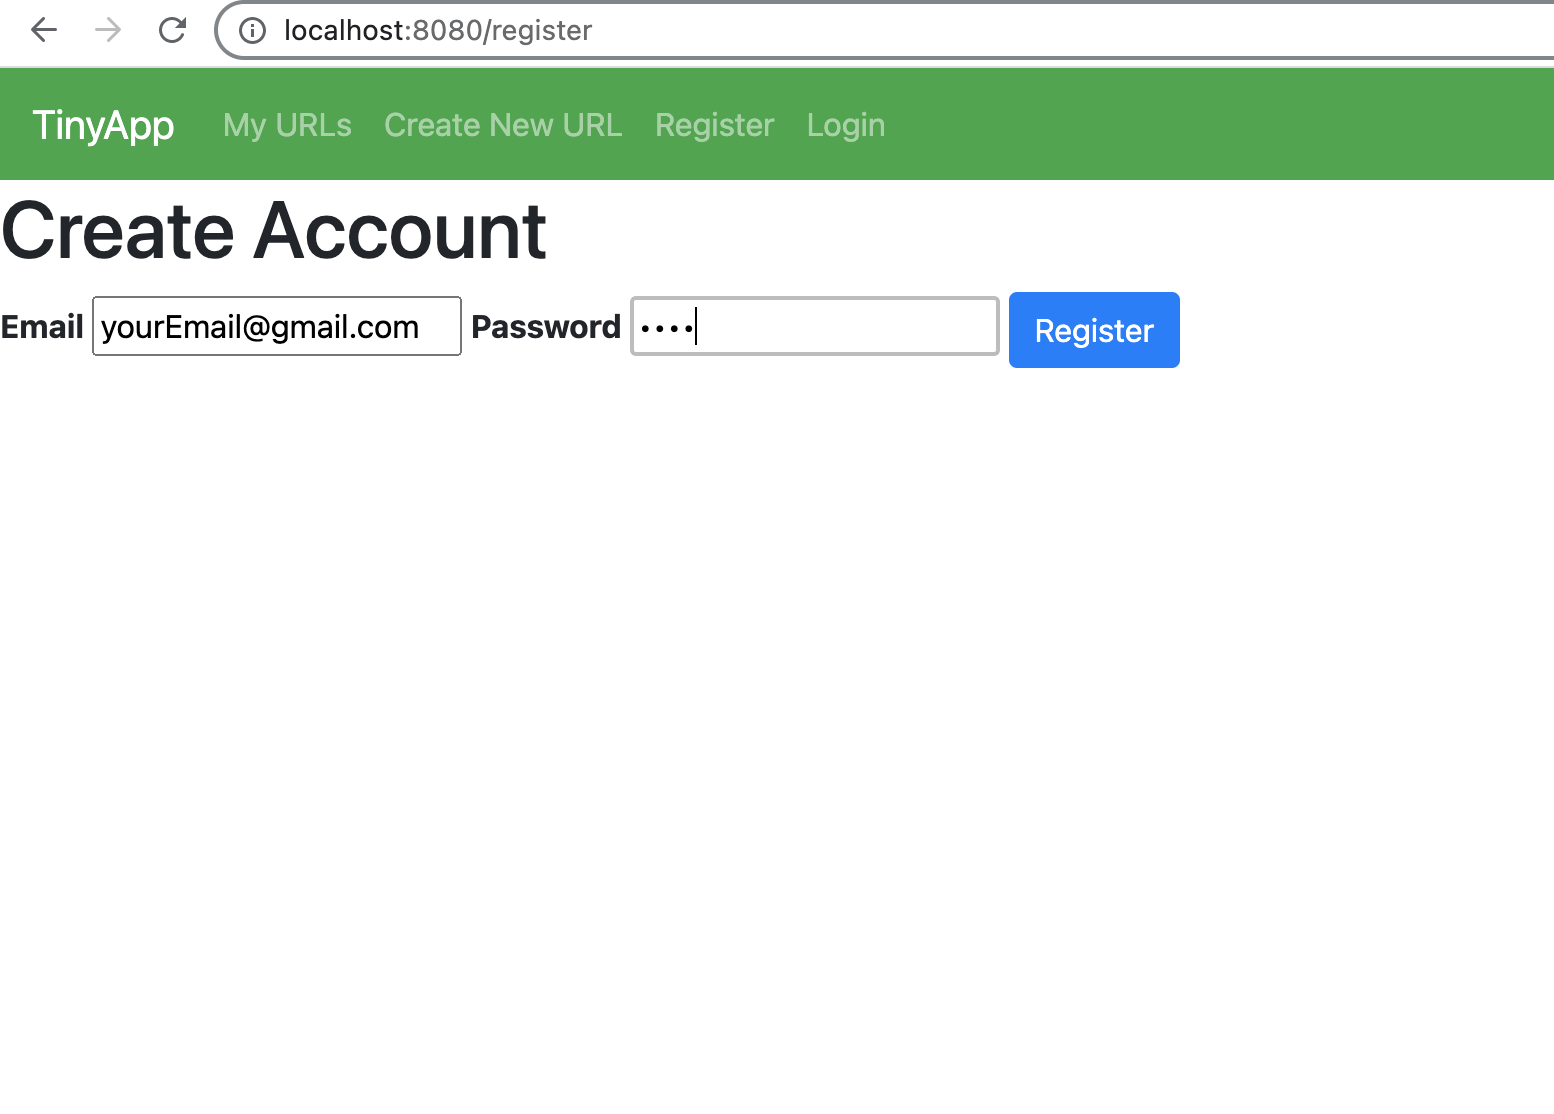 localhost:8080/register
TinyApp My URLs Create New URL Register Login
Create Account
Email yourEmail@gmail.com Password •••• Register